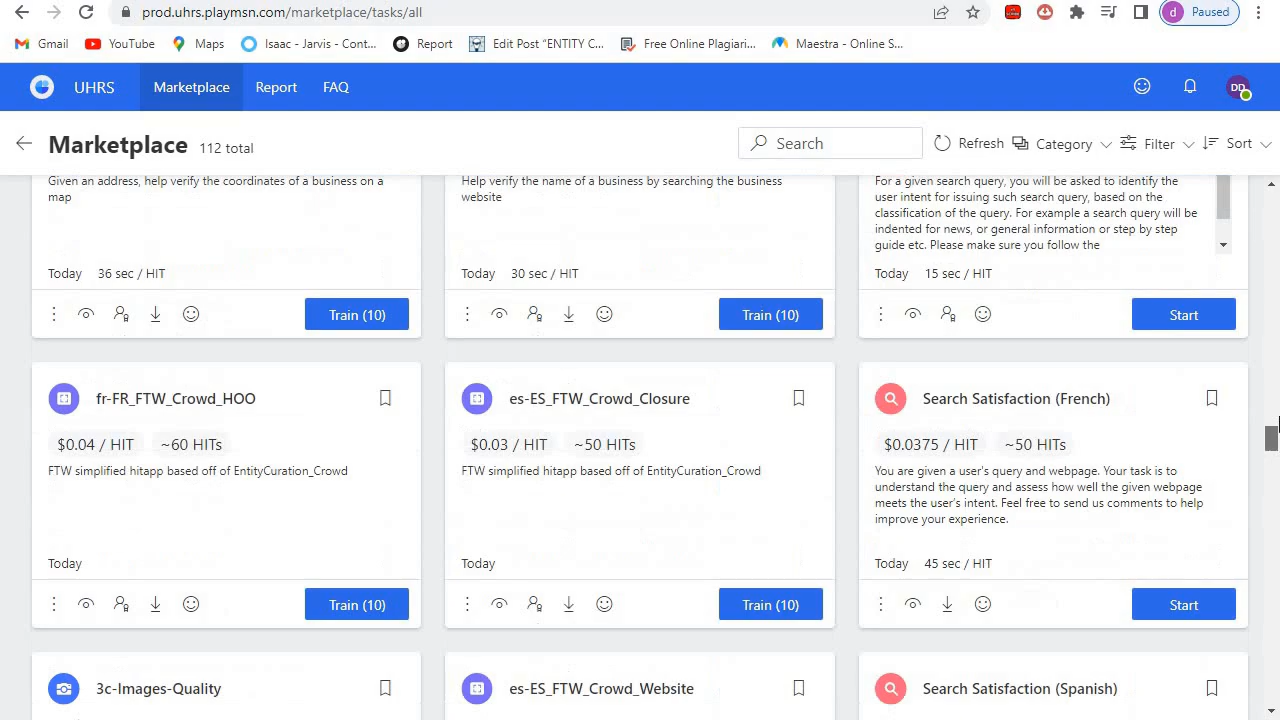 prod.uhrs.playmsn.com/marketplace/tasks/all
d Paused
Gmail YouTube Maps Isaac - Jarvis - Cont... Report Edit Post “ENTITY C... Free Online Plagiari... Maestra - Online S...
UHRS Marketplace Report FAQ DD
Marketplace 112 total Search Refresh Category Filter Sort
Given an address, help verify the coordinates of a business on a
map
Today 36 sec / HIT
Train (10)
Help verify the name of a business by searching the business
website
Today 30 sec / HIT
Train (10)
For a given search query, you will be asked to identify the
user intent for issuing such search query, based on the
classification of the query. For example a search query will be
indented for news, or general information or step by step
guide etc. Please make sure you follow the
Today 15 sec / HIT
Start
fr-FR_FTW_Crowd_HOO
$0.04 / HIT ~60 HITs
FTW simplified hitapp based off of EntityCuration_Crowd
Today
Train (10)
es-ES_FTW_Crowd_Closure
$0.03 / HIT ~50 HITs
FTW simplified hitapp based off of EntityCuration_Crowd
Today
Train (10)
Search Satisfaction (French)
$0.0375 / HIT ~50 HITs
You are given a user's query and webpage. Your task is to
understand the query and assess how well the given webpage
meets the user's intent. Feel free to send us comments to help
improve your experience.
Today 45 sec / HIT
Start
3c-Images-Quality
es-ES_FTW_Crowd_Website
Search Satisfaction (Spanish)